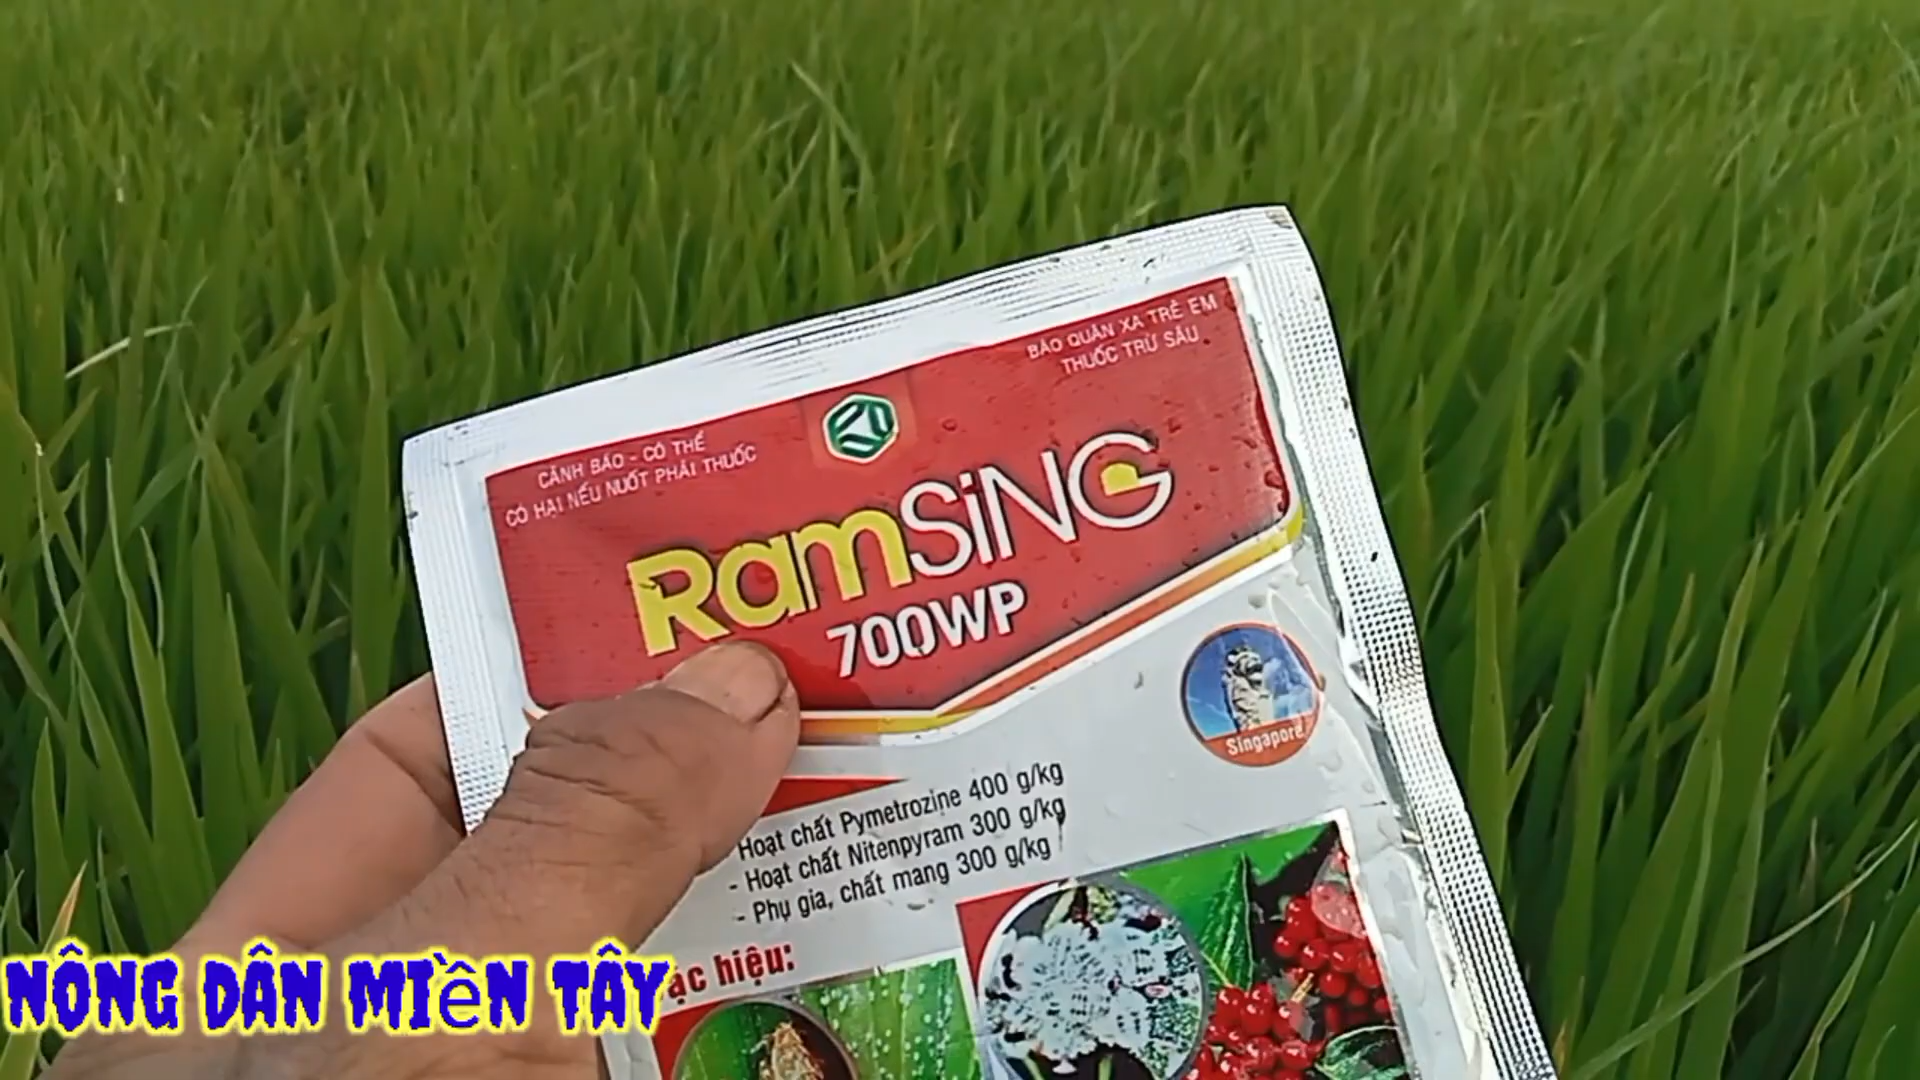 CẢNH BÁO - CÓ THỂ
CÓ HẠI NẾU NUỐT PHẢI THUỐC
BẢO QUẢN XA TRẺ EM
THUỐC TRỪ SÂU
RamSiNG
700WP
Singapore
Hoạt chất Pymetrozine 400 g/kg
- Hoạt chất Nitenpyram 300 g/kg
- Phụ gia, chất mang 300 g/kg
hiệu:
NÔNG DÂN MIỀN TÂY